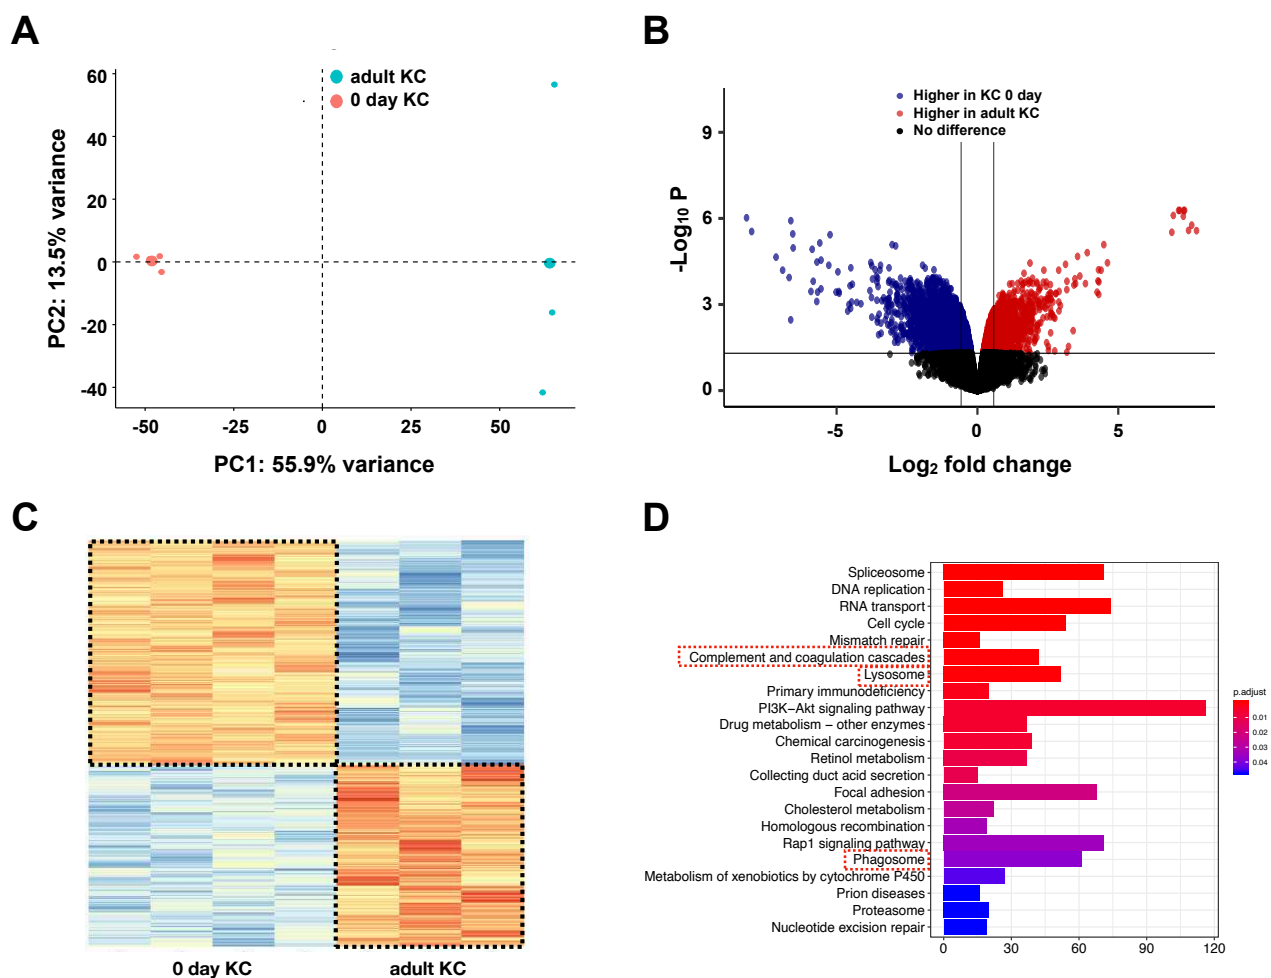 A
adult KC
0 day KC
60
40
20
0
-20
-40
PC2: 13.5% variance
-50
-25
0
25
50
PC1: 55.9% variance
B
Higher in KC 0 day
Higher in adult KC
No difference
9
6
3
0
-Log10 P
-5
0
5
Log2 fold change
C
0 day KC
adult KC
D
Spliceosome
DNA replication
RNA transport
Cell cycle
Mismatch repair
Complement and coagulation cascades
Lysosome
Primary immunodeficiency
PI3K−Akt signaling pathway
Drug metabolism − other enzymes
Chemical carcinogenesis
Retinol metabolism
Collecting duct acid secretion
Focal adhesion
Cholesterol metabolism
Homologous recombination
Rap1 signaling pathway
Phagosome
Metabolism of xenobiotics by cytochrome P450
Prion diseases
Proteasome
Nucleotide excision repair
0
30
60
90
120
p.adjust
0.01
0.02
0.03
0.04